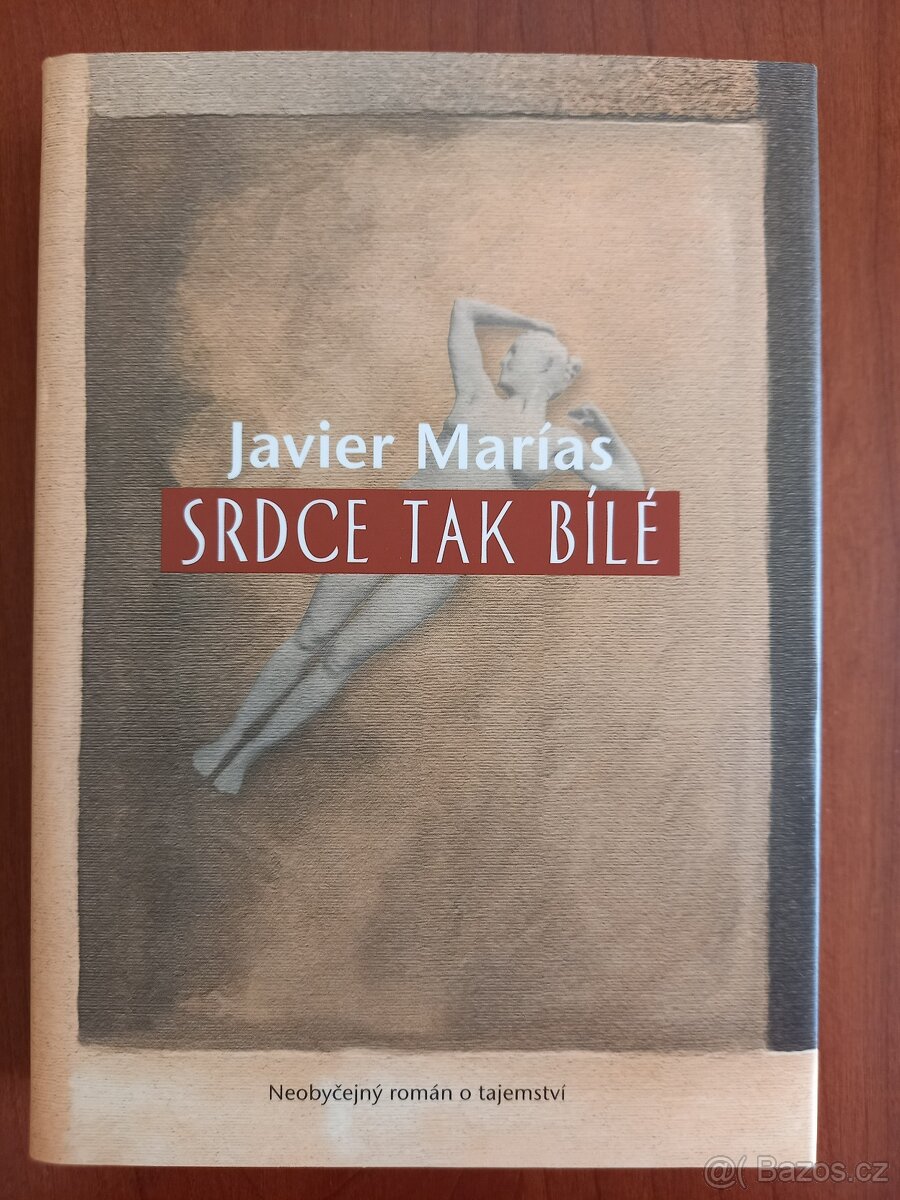 Javier Marías
SRDCE TAK BÍLÉ
Neobyčejný román o tajemství
@( Bazos.cz